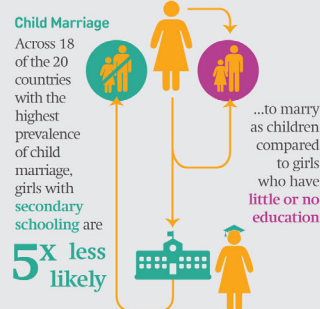 Child Marriage
Across 18
of the 20
countries
with the
highest
prevalence
of child
marriage,
girls with
secondary
schooling are
5x less
likely
...to marry
as children
compared
to girls
who have
little or no
education